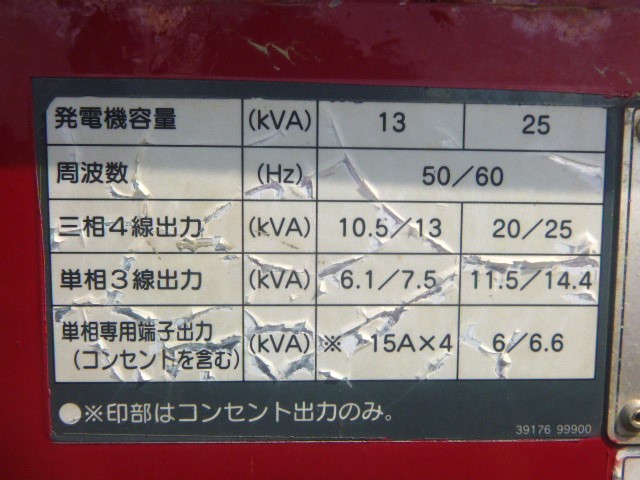 発電機容量 (kVA) 13 25
周波数 (Hz) 50/60
三相4線出力 (kVA) 10.5/13 20/25
単相3線出力 (kVA) 6.1/7.5 11.5/14.4
単相専用端子出力 (kVA) ※ 15A×4 6/6.6
(コンセントを含む)
●※印部はコンセント出力のみ。
39176 99900